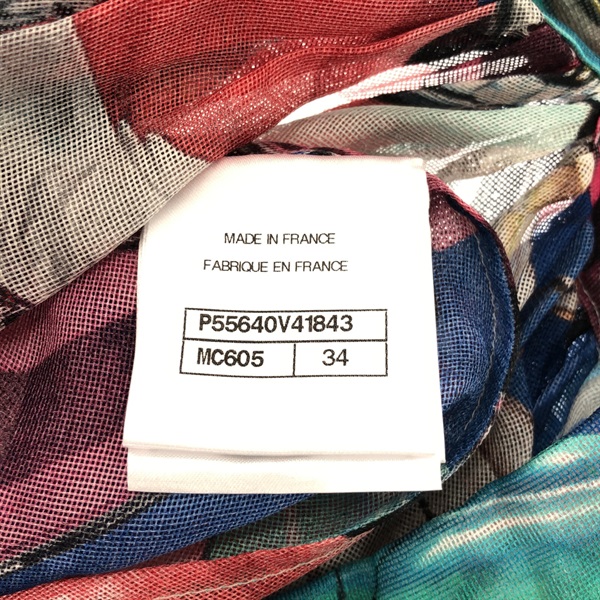 MADE IN FRANCE
FABRIQUE EN FRANCE
P55640V41843
MC605 34